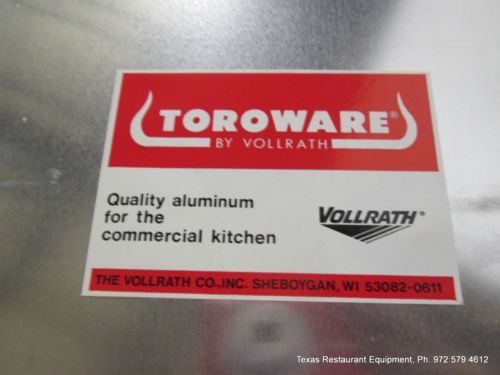 TOROWARE®
BY VOLLRATH
Quality aluminum
for the
commercial kitchen
VOLLRATH®
THE VOLLRATH CO.,INC. SHEBOYGAN, WI 53082-0611
Texas Restaurant Equipment, Ph. 972 579 4612